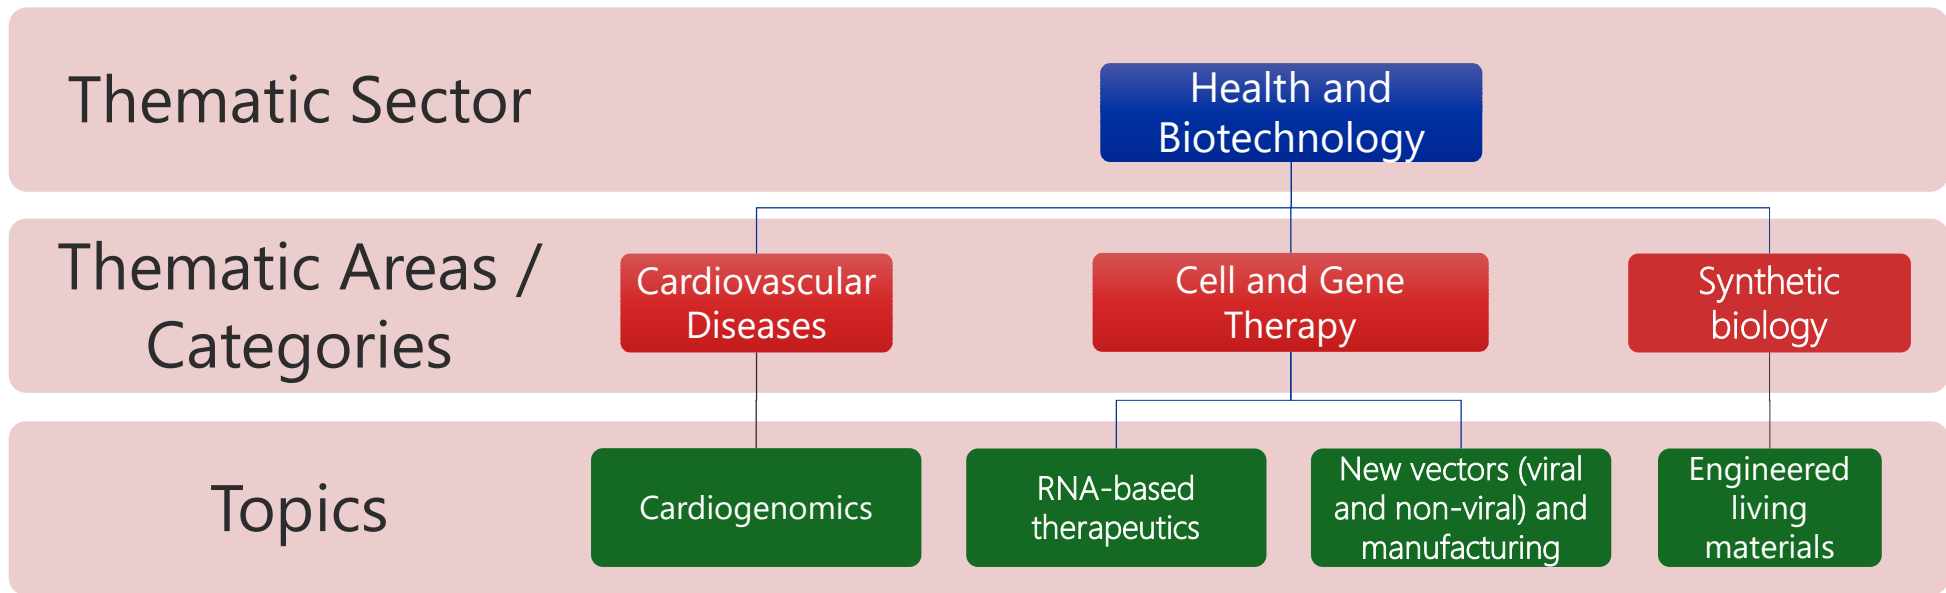 Thematic Sector
Health and
Biotechnology
Thematic Areas /
Categories
Cardiovascular
Diseases
Cell and Gene
Therapy
Synthetic
biology
Topics
Cardiogenomics
RNA-based
therapeutics
New vectors (viral
and non-viral) and
manufacturing
Engineered
living
materials